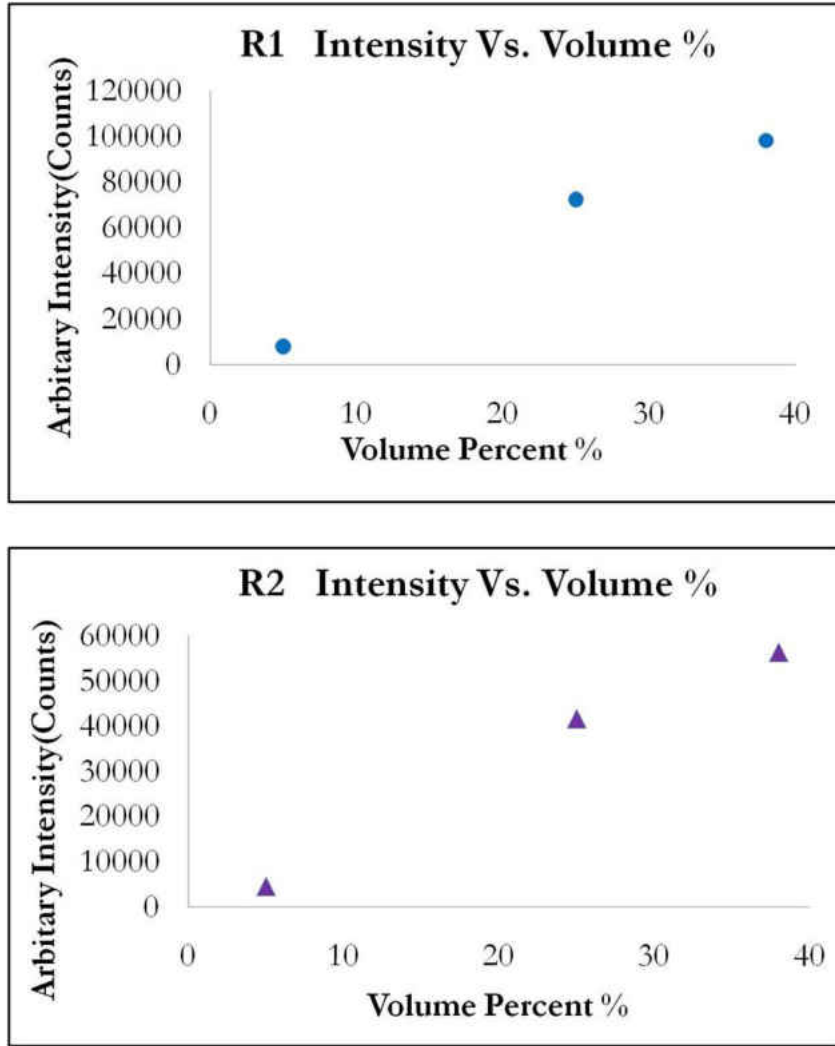 R1 Intensity Vs. Volume %
Arbitary Intensity(Counts)
120000
100000
80000
60000
40000
20000
0
0 10 20 30 40
Volume Percent %
R2 Intensity Vs. Volume %
Arbitary Intensity(Counts)
60000
50000
40000
30000
20000
10000
0
0 10 20 30 40
Volume Percent %